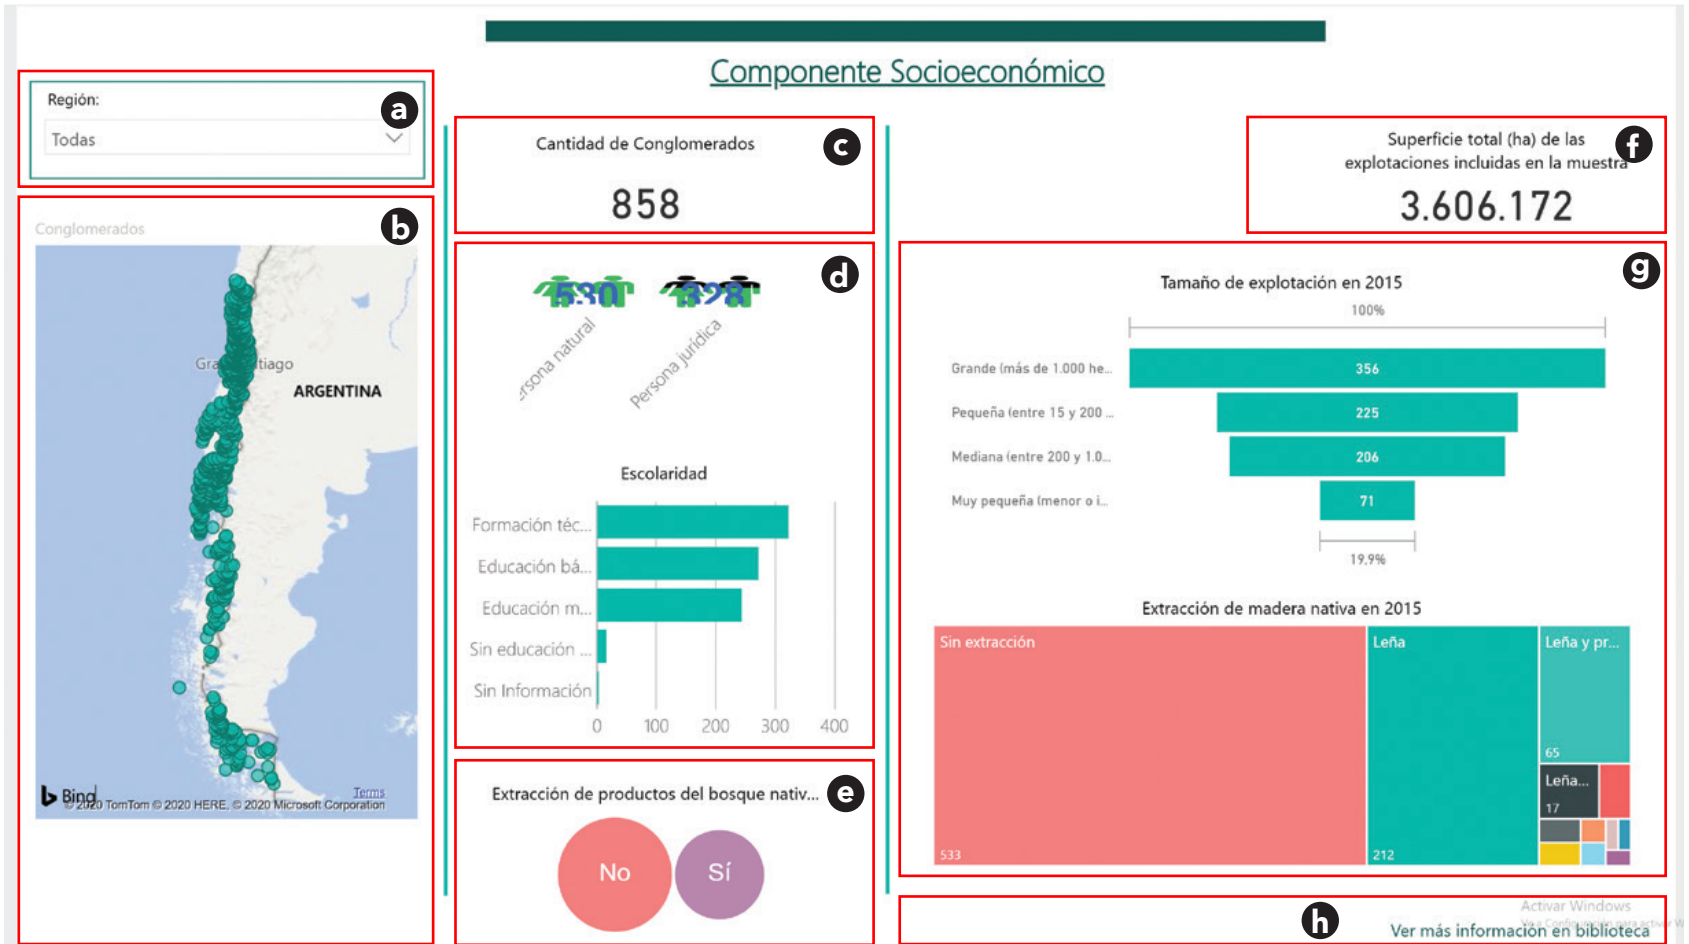 Componente Socioeconómico
Región:
Todas
a
Conglomerados
b
Santiago
ARGENTINA
Bing
© 2020 TomTom © 2020 HERE, © 2020 Microsoft Corporation
Terms
Cantidad de Conglomerados
c
858
d
530
328
Persona jurídica
Escolaridad
Formación téc...
Educación bá...
Educación m...
Sin educación ...
Sin Información
0 100 200 300 400
Extracción de productos del bosque nativ...
e
No
Sí
Superficie total (ha) de las
explotaciones incluidas en la muestra
f
3.606.172
g
Tamaño de explotación en 2015
100%
Grande (más de 1.000 he...
356
Pequeña (entre 15 y 200 ...
225
Mediana (entre 200 y 1.0...
206
Muy pequeña (menor o i...
71
19,9%
Extracción de madera nativa en 2015
Sin extracción
533
Leña
212
Leña y pr...
65
Leña...
17
Activar Windows
h
Ver más información en biblioteca